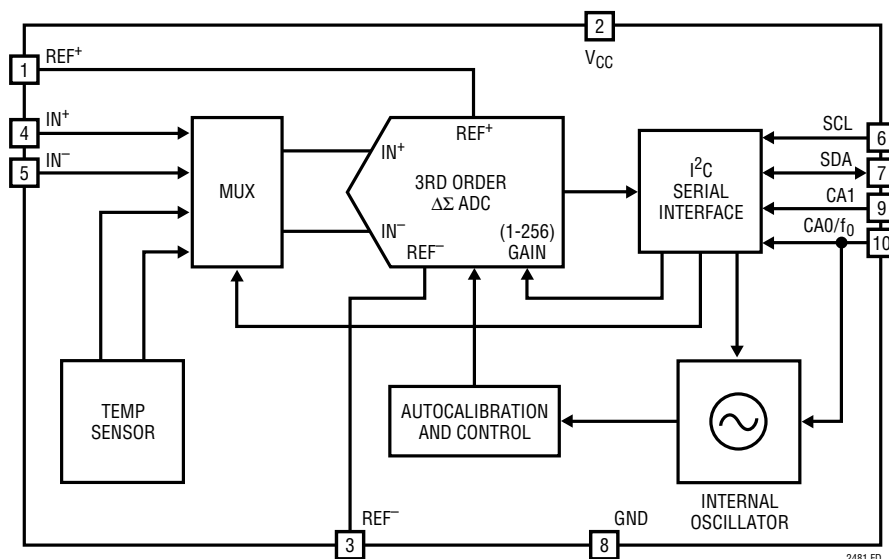 2
V_CC
1
REF⁺
4
IN⁺
5
IN⁻
MUX
IN⁺
IN⁻
REF⁺
3RD ORDER
ΔΣ ADC
REF⁻
(1-256)
GAIN
I²C
SERIAL
INTERFACE
SCL
6
SDA
7
CA1
9
CA0/f₀
10
TEMP
SENSOR
AUTOCALIBRATION
AND CONTROL
INTERNAL
OSCILLATOR
3
REF⁻
8
GND
2481 FD